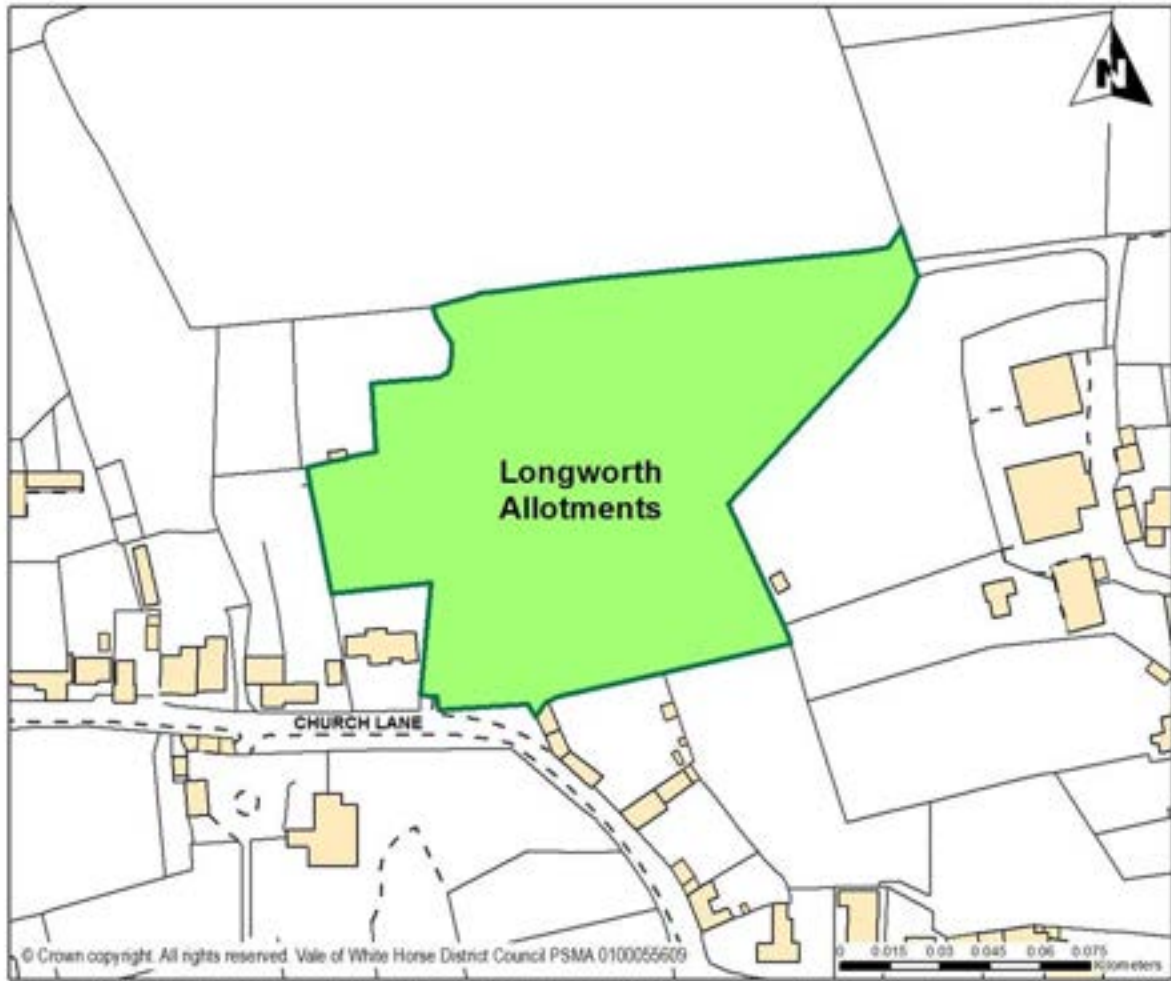 N
Longworth
Allotments
CHURCH LANE
© Crown copyright. All rights reserved. Vale of White Horse District Council PSMA 0100055609
0 0.015 0.03 0.045 0.06 0.075
Kilometers